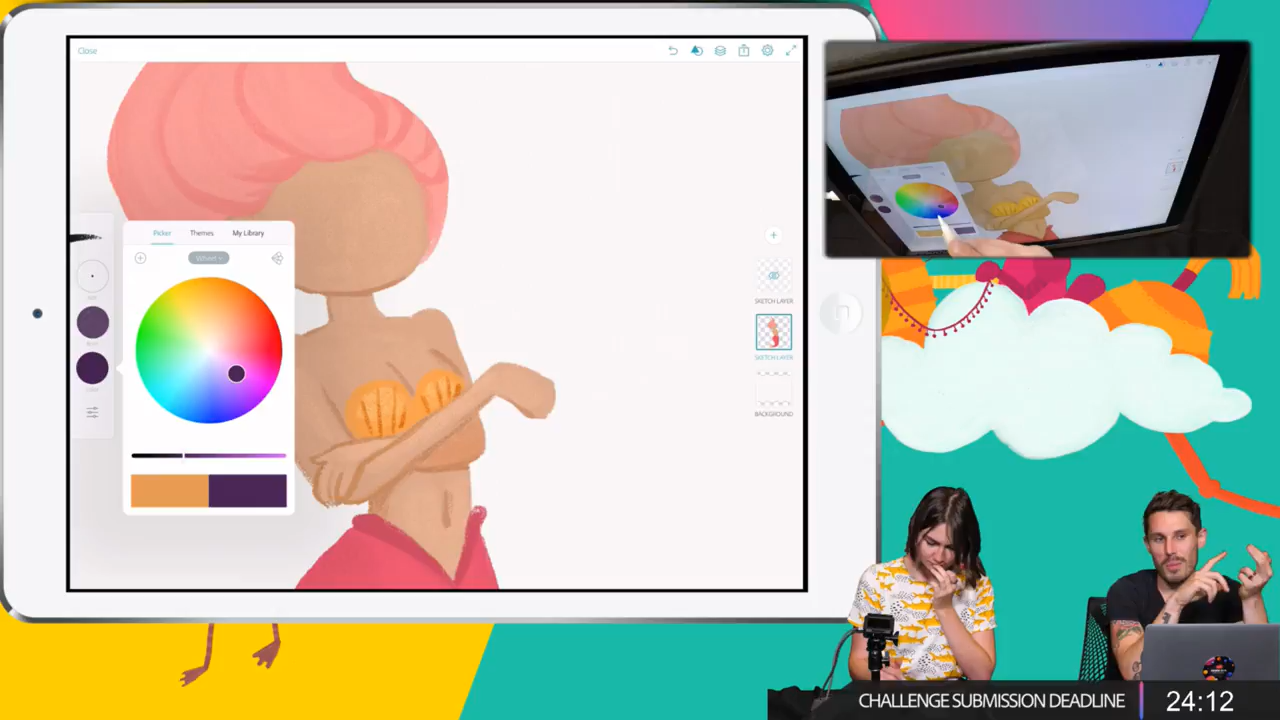 Close
Picker
Themes
My Library
Wheel
SKETCH LAYER
SKETCH LAYER
BACKGROUND
CHALLENGE SUBMISSION DEADLINE
24:12